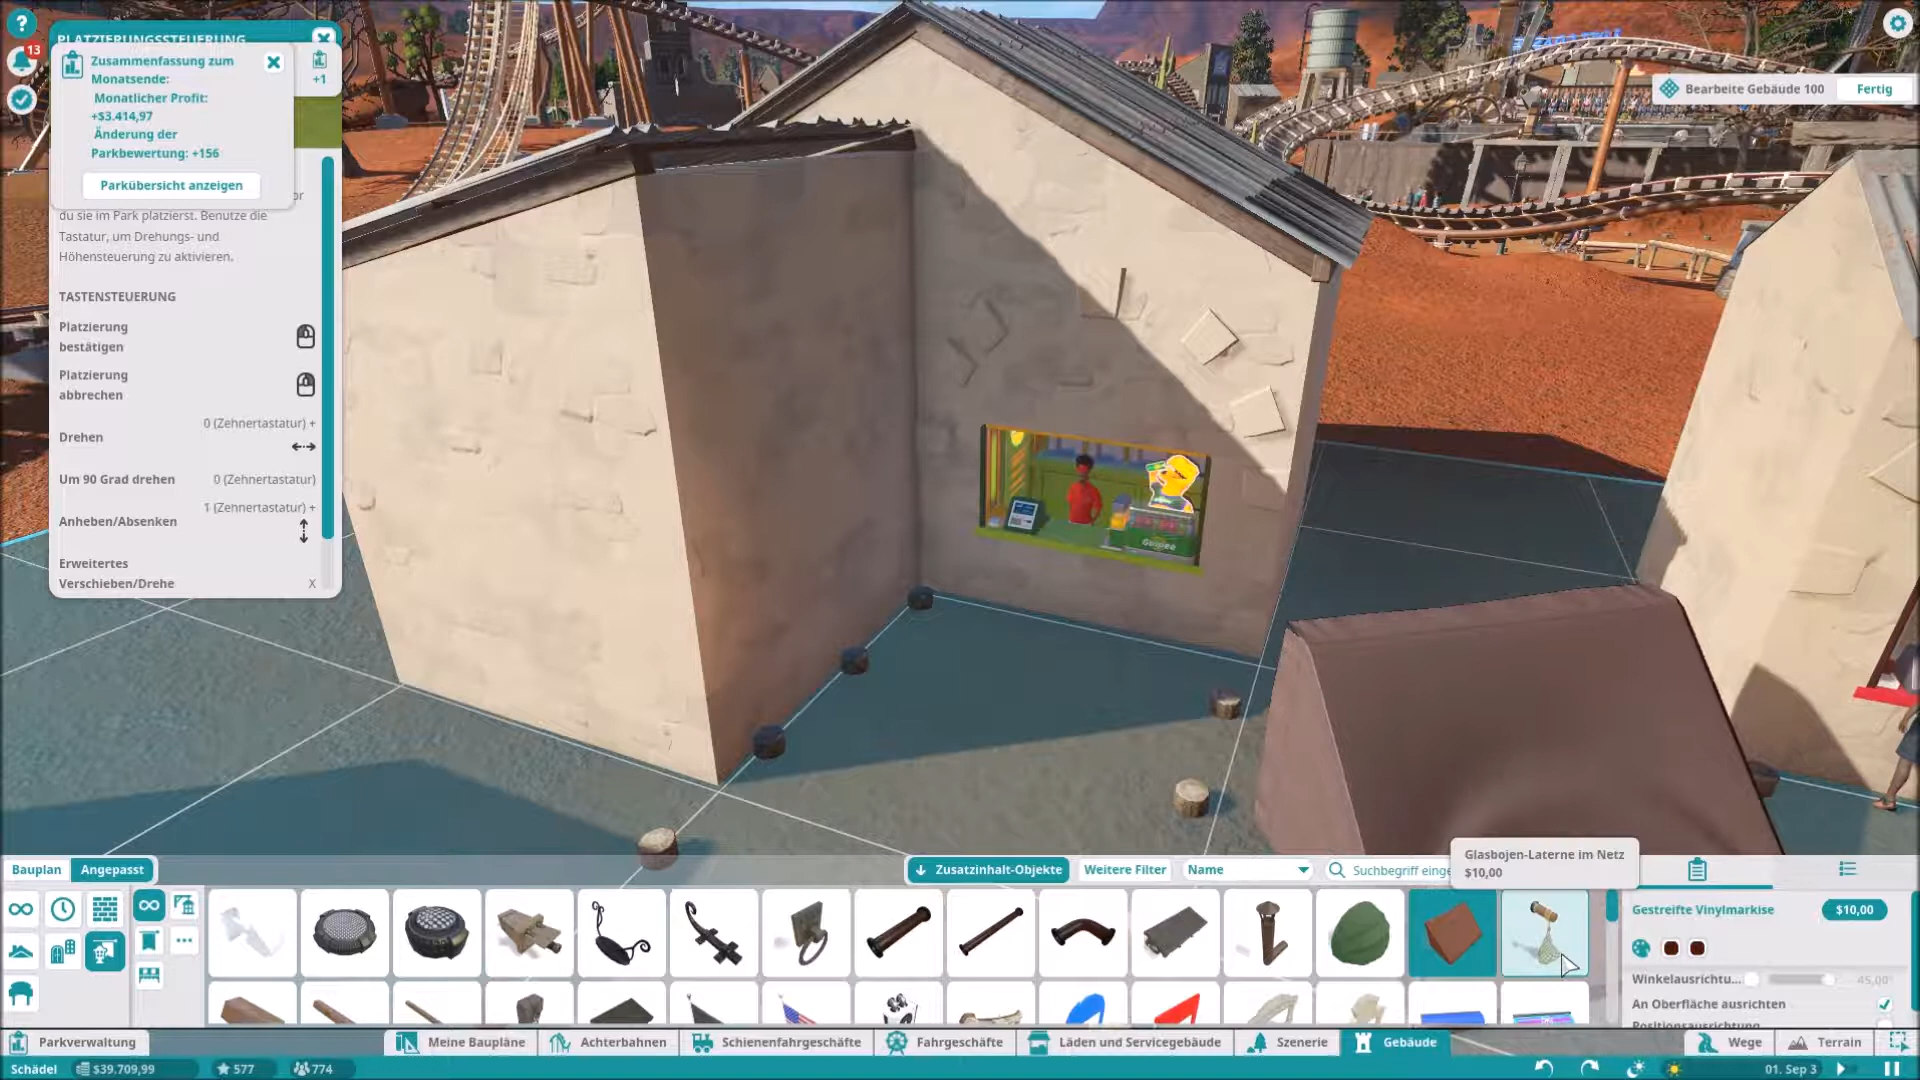 PLATZIERUNGSSTEUERUNG
13
Zusammenfassung zum
Monatsende:
Monatlicher Profit:
+$3.414,97
Änderung der
Parkbewertung: +156
+1
Parkübersicht anzeigen
or
du sie im Park platzierst. Benutze die
Tastatur, um Drehungs- und
Höhensteuerung zu aktivieren.
TASTENSTEUERUNG
Platzierung
bestätigen
Platzierung
abbrechen
0 (Zehnertastatur) +
Drehen
Um 90 Grad drehen 0 (Zehnertastatur)
1 (Zehnertastatur) +
Anheben/Absenken
Erweitertes
Verschieben/Drehe X
Bearbeite Gebäude 100 Fertig
Gulpee
Glasbojen-Laterne im Netz
$10,00
Bauplan Angepasst
Zusatzinhalt-Objekte Weitere Filter Name Suchbegriff einge
Gestreifte Vinylmarkise $10,00
Winkelausrichtu... 45,00°
An Oberfläche ausrichten
Positionsausrichtung
Parkverwaltung Meine Baupläne Achterbahnen Schienenfahrgeschäfte Fahrgeschäfte Läden und Servicegebäude Szenerie Gebäude Wege Terrain
Schädel $39.709,99 577 774 01. Sep 3